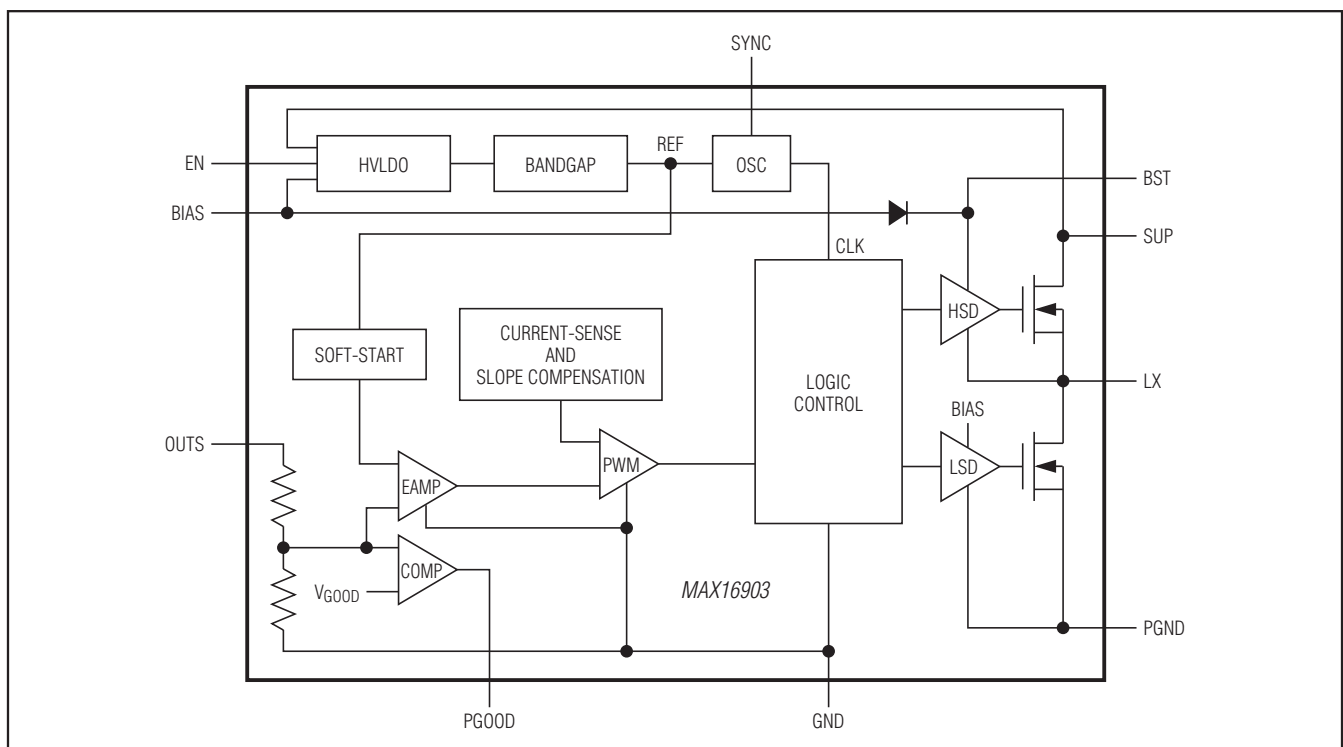 SYNC
REF
EN
HVLDO
BANDGAP
OSC
BST
BIAS
SUP
CLK
HSD
CURRENT-SENSE
AND
SLOPE COMPENSATION
SOFT-START
LOGIC
CONTROL
LX
BIAS
OUTS
PWM
LSD
EAMP
COMP
VGOOD
MAX16903
PGND
PGOOD
GND